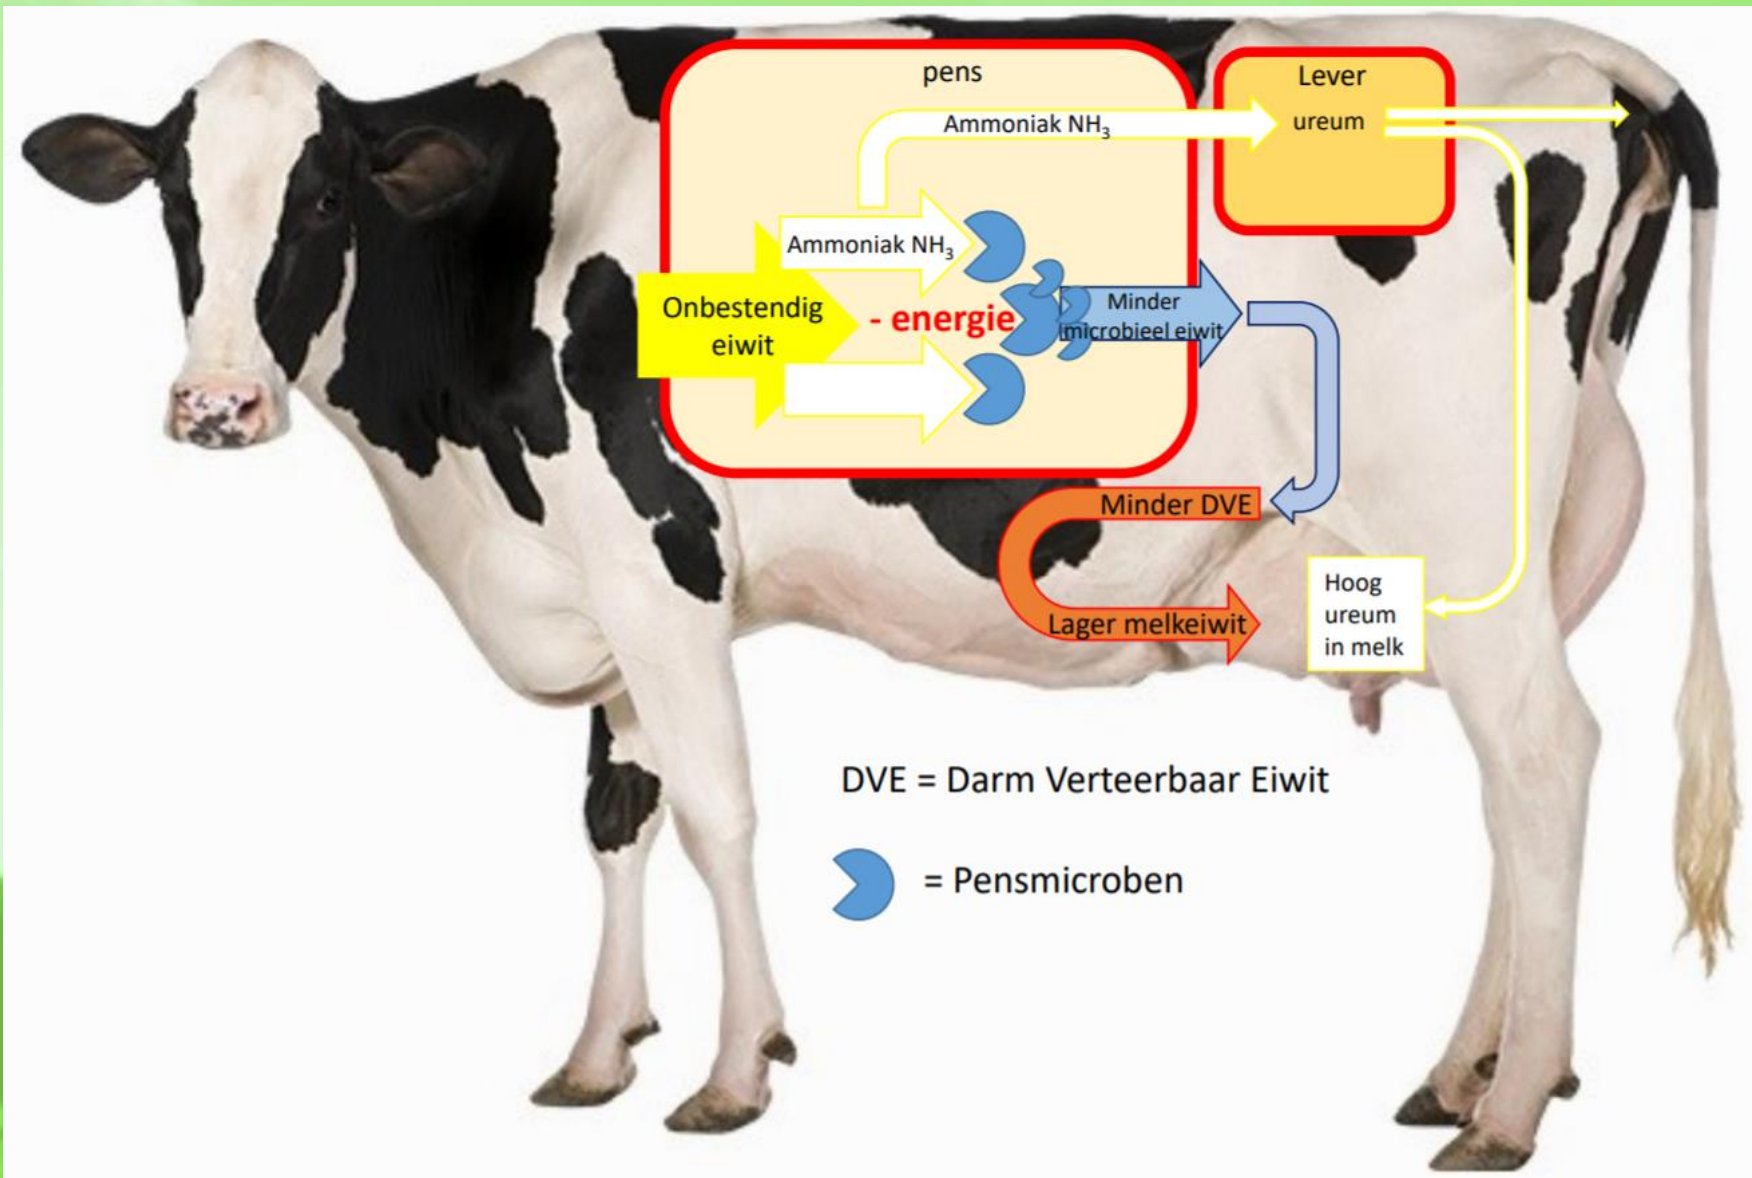 pens
Lever
Ammoniak NH₃
ureum
Ammoniak NH₃
Onbestendig
eiwit
- energie
Minder
microbieel eiwit
Minder DVE
Lager melkeiwit
Hoog
ureum
in melk
DVE = Darm Verteerbaar Eiwit
= Pensmicroben